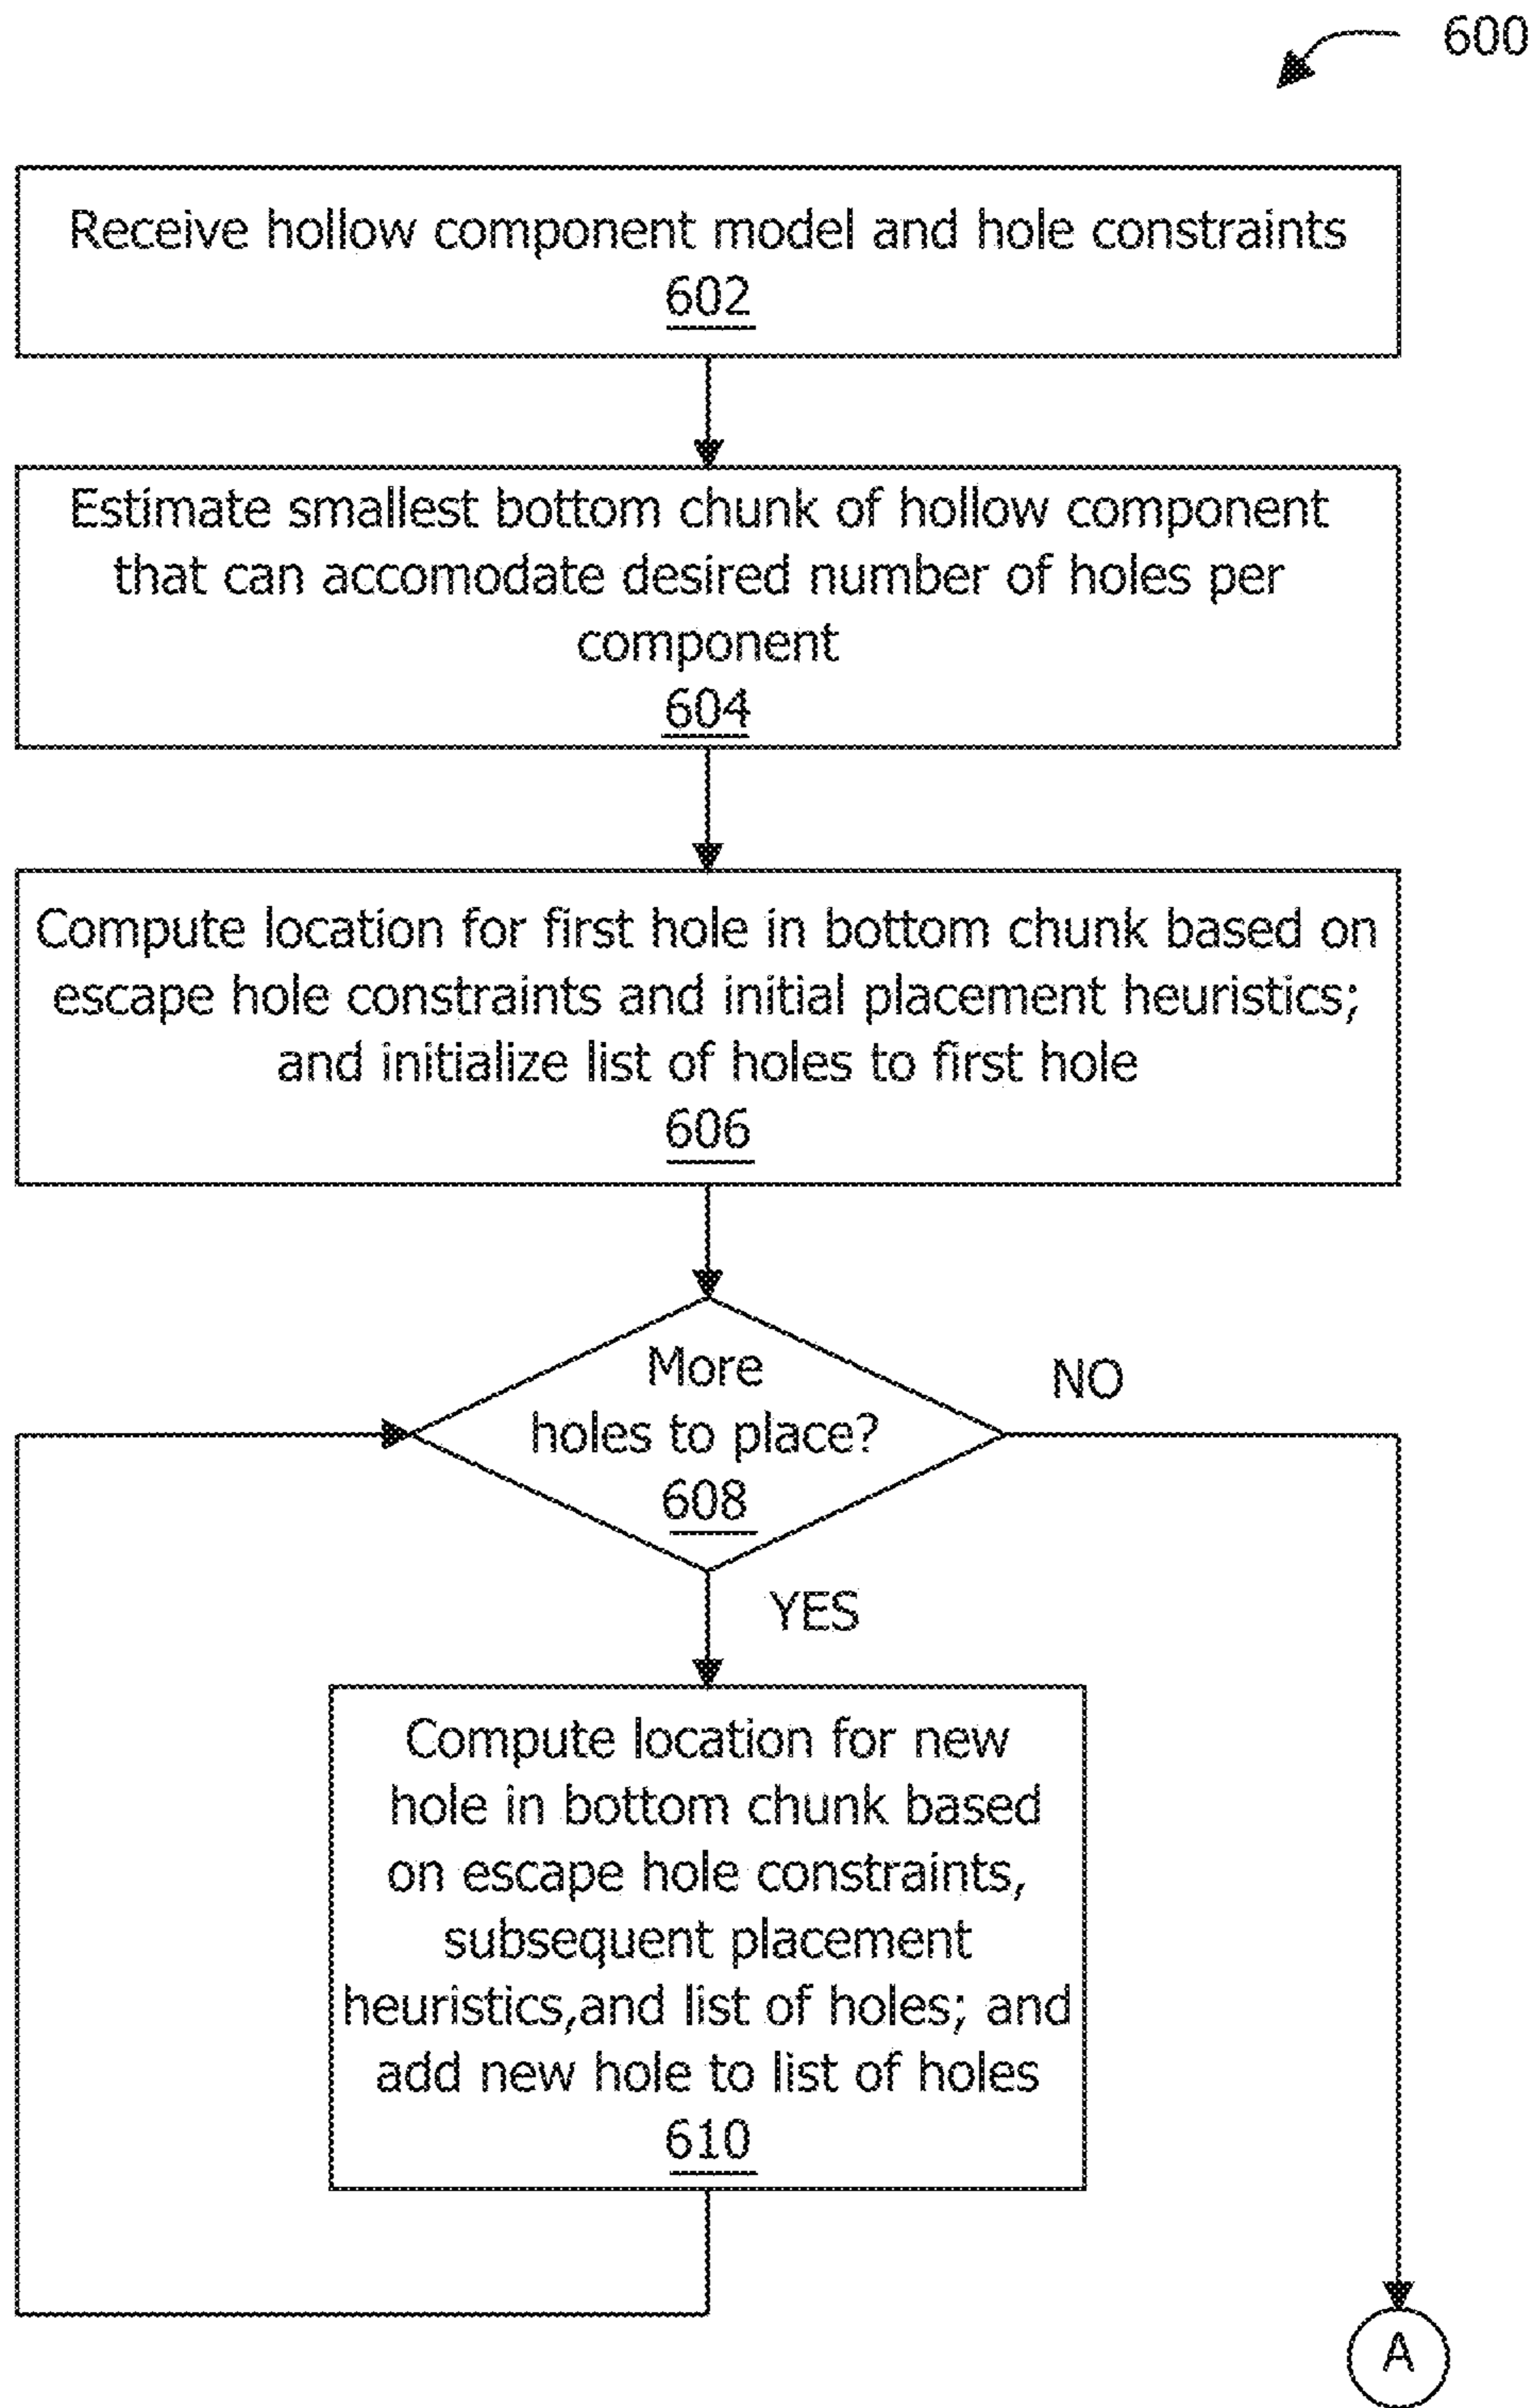 600
Receive hollow component model and hole constraints
602
Estimate smallest bottom chunk of hollow component
that can accomodate desired number of holes per
component
604
Compute location for first hole in bottom chunk based on
escape hole constraints and initial placement heuristics;
and initialize list of holes to first hole
606
More
holes to place?
608
NO
YES
Compute location for new
hole in bottom chunk based
on escape hole constraints,
subsequent placement
heuristics,and list of holes; and
add new hole to list of holes
610
A